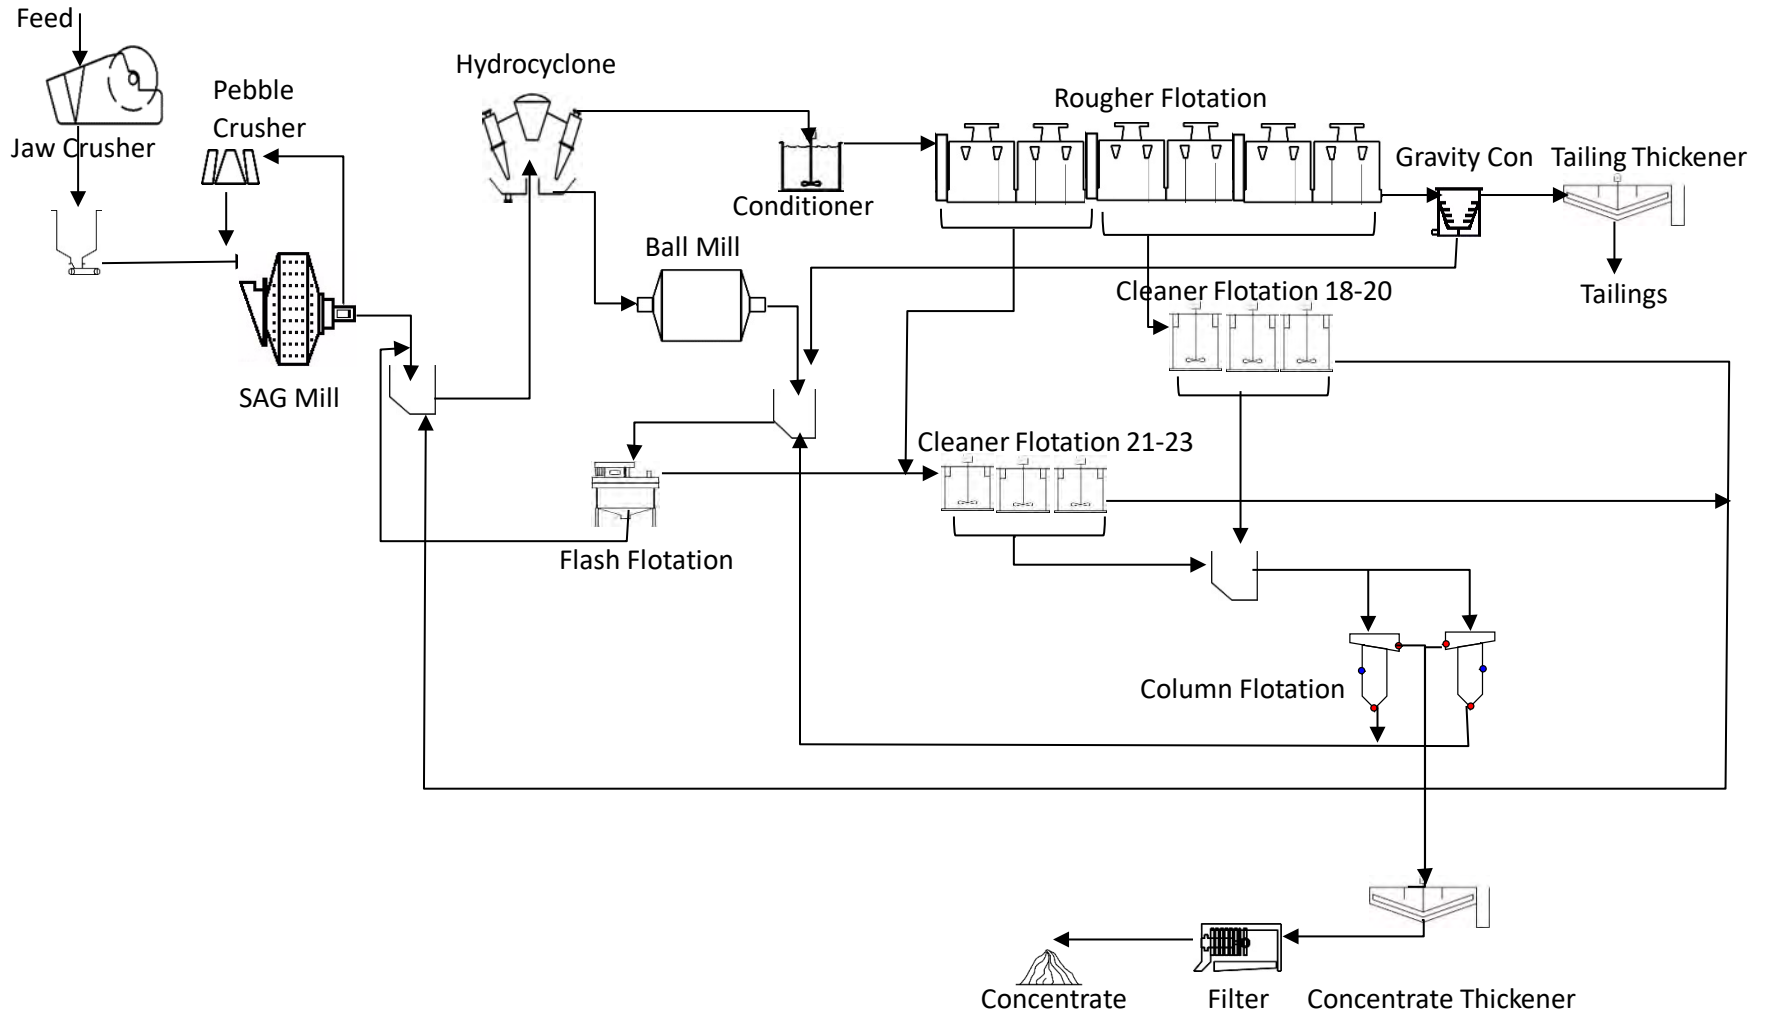 Feed
Hydrocyclone
Pebble
Crusher
Rougher Flotation
Jaw Crusher
Gravity Con
Tailing Thickener
Conditioner
Ball Mill
Cleaner Flotation 18-20
Tailings
SAG Mill
Cleaner Flotation 21-23
Flash Flotation
Column Flotation
Concentrate
Filter
Concentrate Thickener